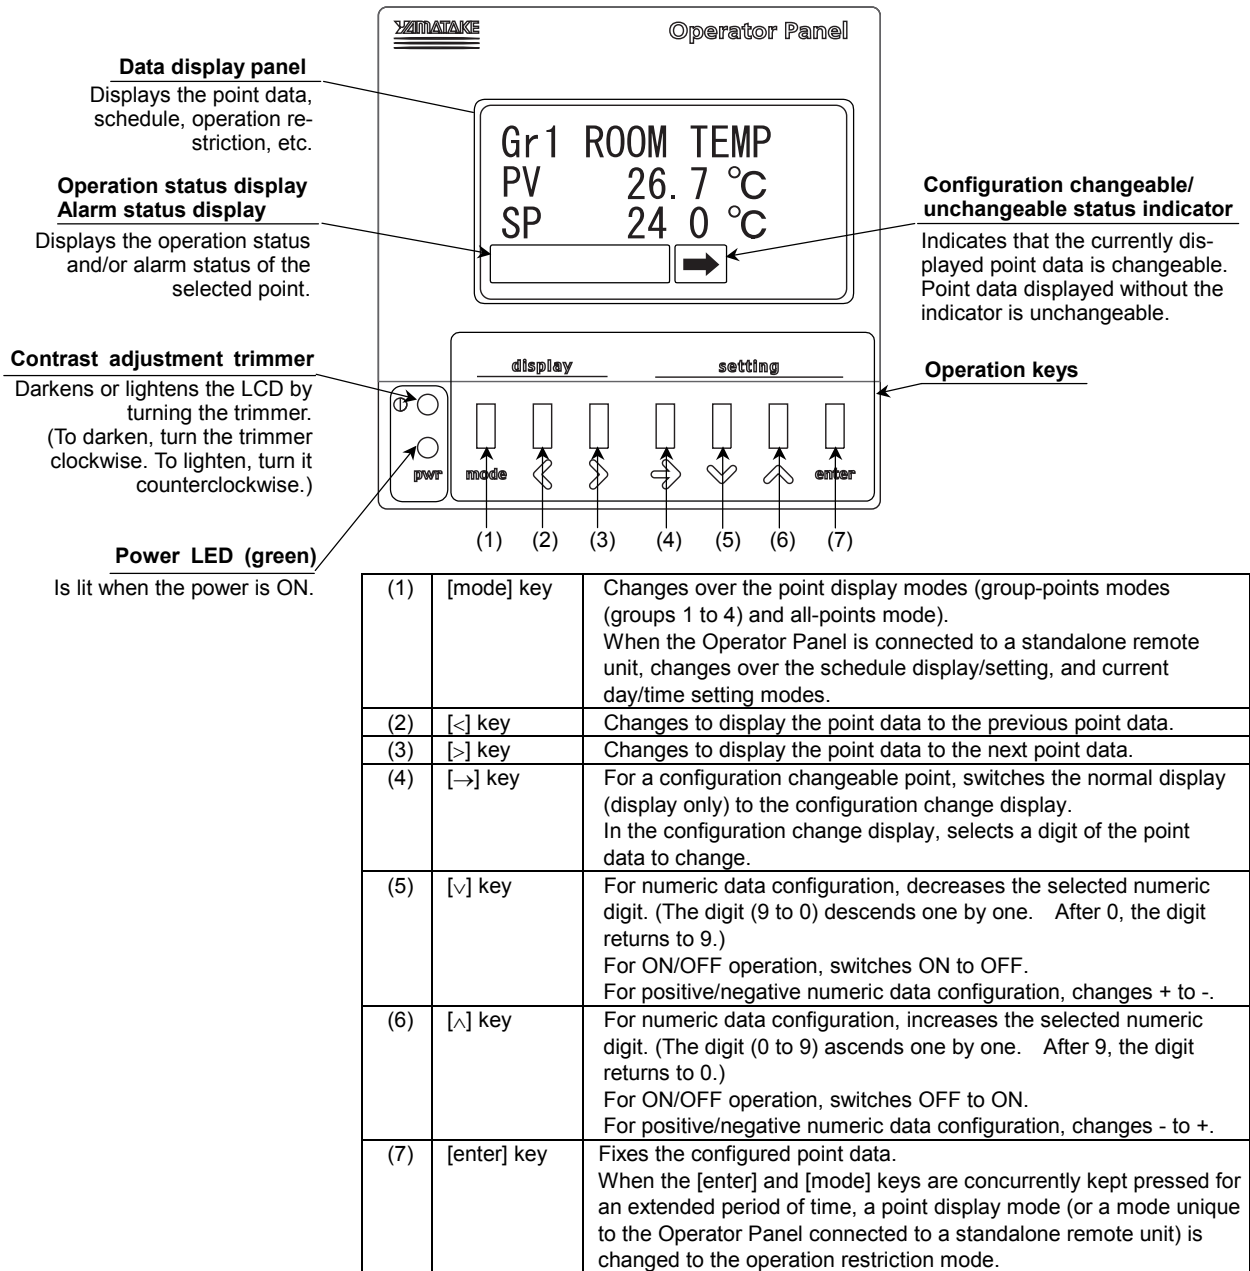 YAMATAKE
Operator Panel
Data display panel
Displays the point data,
schedule, operation re-
striction, etc.
Operation status display
Alarm status display
Displays the operation status
and/or alarm status of the
selected point.
Contrast adjustment trimmer
Darkens or lightens the LCD by
turning the trimmer.
(To darken, turn the trimmer
clockwise. To lighten, turn it
counterclockwise.)
Power LED (green)
Is lit when the power is ON.
Gr1 ROOM TEMP
PV 26.7 °C
SP 24 0 °C
➡
Configuration changeable/
unchangeable status indicator
Indicates that the currently dis-
played point data is changeable.
Point data displayed without the
indicator is unchangeable.
Operation keys
display setting
pwr mode enter
(1) (2) (3) (4) (5) (6) (7)
(1) [mode] key Changes over the point display modes (group-points modes
(groups 1 to 4) and all-points mode).
When the Operator Panel is connected to a standalone remote
unit, changes over the schedule display/setting, and current
day/time setting modes.
(2) [<] key Changes to display the point data to the previous point data.
(3) [>] key Changes to display the point data to the next point data.
(4) [→] key For a configuration changeable point, switches the normal display
(display only) to the configuration change display.
In the configuration change display, selects a digit of the point
data to change.
(5) [∨] key For numeric data configuration, decreases the selected numeric
digit. (The digit (9 to 0) descends one by one. After 0, the digit
returns to 9.)
For ON/OFF operation, switches ON to OFF.
For positive/negative numeric data configuration, changes + to -.
(6) [∧] key For numeric data configuration, increases the selected numeric
digit. (The digit (0 to 9) ascends one by one. After 9, the digit
returns to 0.)
For ON/OFF operation, switches OFF to ON.
For positive/negative numeric data configuration, changes - to +.
(7) [enter] key Fixes the configured point data.
When the [enter] and [mode] keys are concurrently kept pressed for
an extended period of time, a point display mode (or a mode unique
to the Operator Panel connected to a standalone remote unit) is
changed to the operation restriction mode.